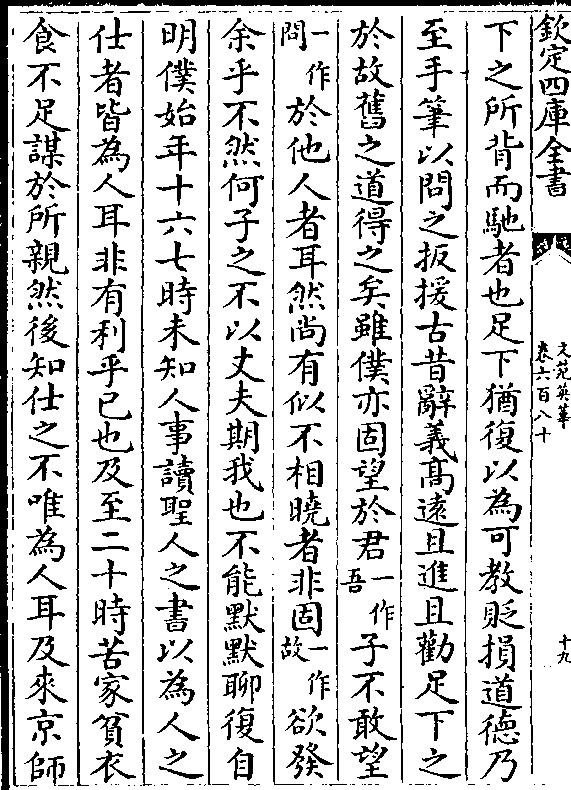 欽定四庫全書
文苑英華
卷六百八十
十九
下之所背而馳者也足下猶復以為可教貶損道德乃
至手筆以問之扳援古昔辭義髙遠且進且勸足下之
於故舊之道得之矣雖僕亦固望於君一作吾子不敢望
一作問於他人者耳然尚有似不相曉者非固一作故欲發
余乎不然何子之不以丈夫期我也不能默默聊復自
明僕始年十六七時未知人事讀聖人之書以為人之
仕者皆為人耳非有利乎已也及至二十時苦家貧衣
食不足謀於所親然後知仕之不唯為人耳及來京師